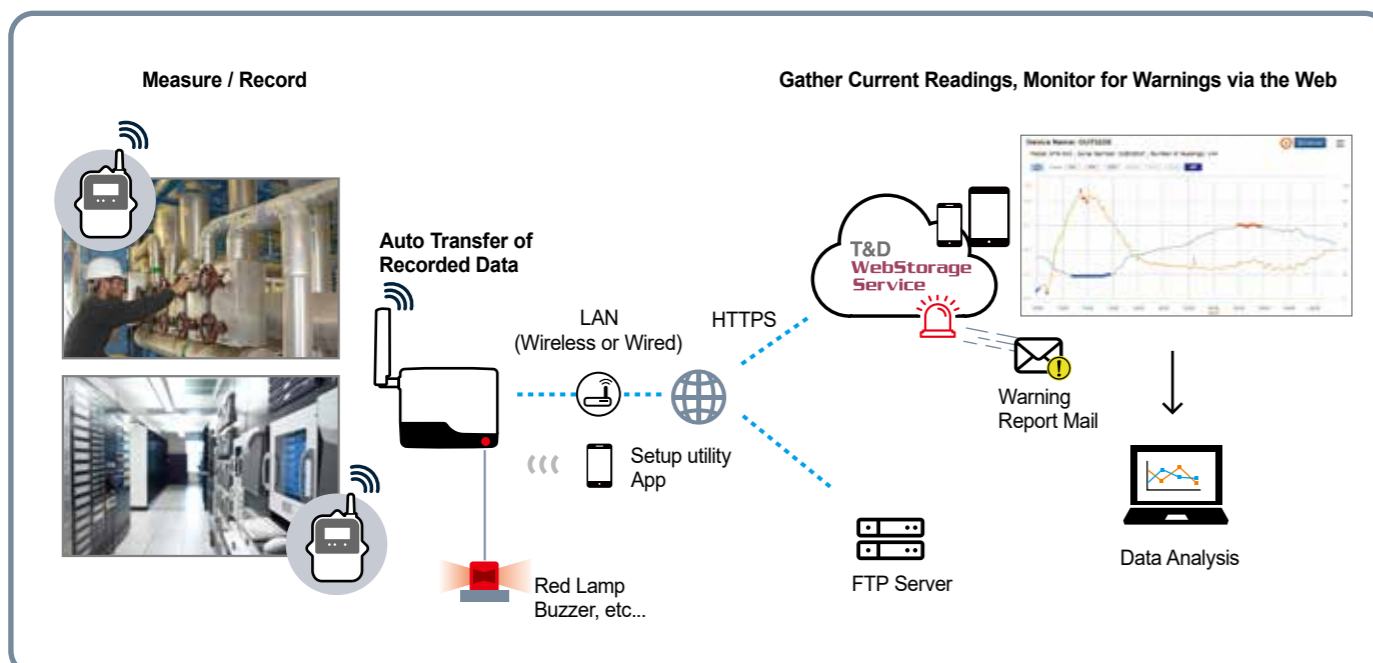 Measure / Record
Gather Current Readings, Monitor for Warnings via the Web
Auto Transfer of
Recorded Data
LAN
(Wireless or Wired)
HTTPS
T&D
WebStorage
Service
Warning
Report Mail
Setup utility
App
Red Lamp
Buzzer, etc...
FTP Server
Data Analysis